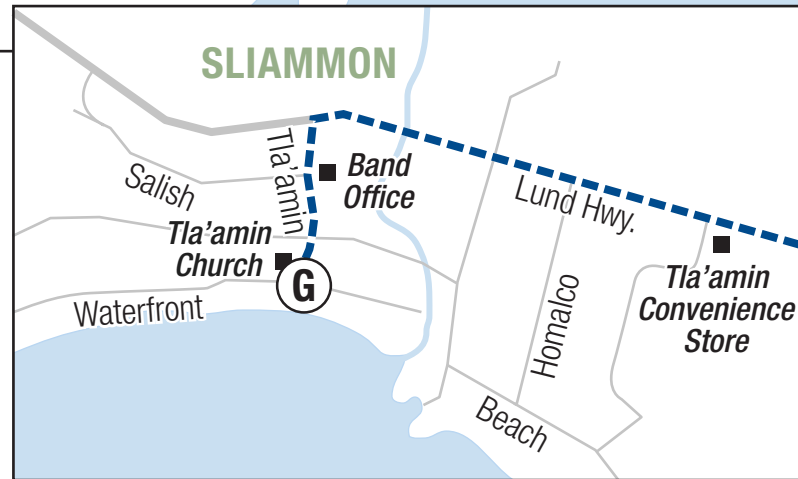 SLIAMMON
Tla'amin
Band
Office
Salish
Lund Hwy.
Tla'amin
Church
G
Waterfront
Tla'amin
Convenience
Store
Homalco
Beach